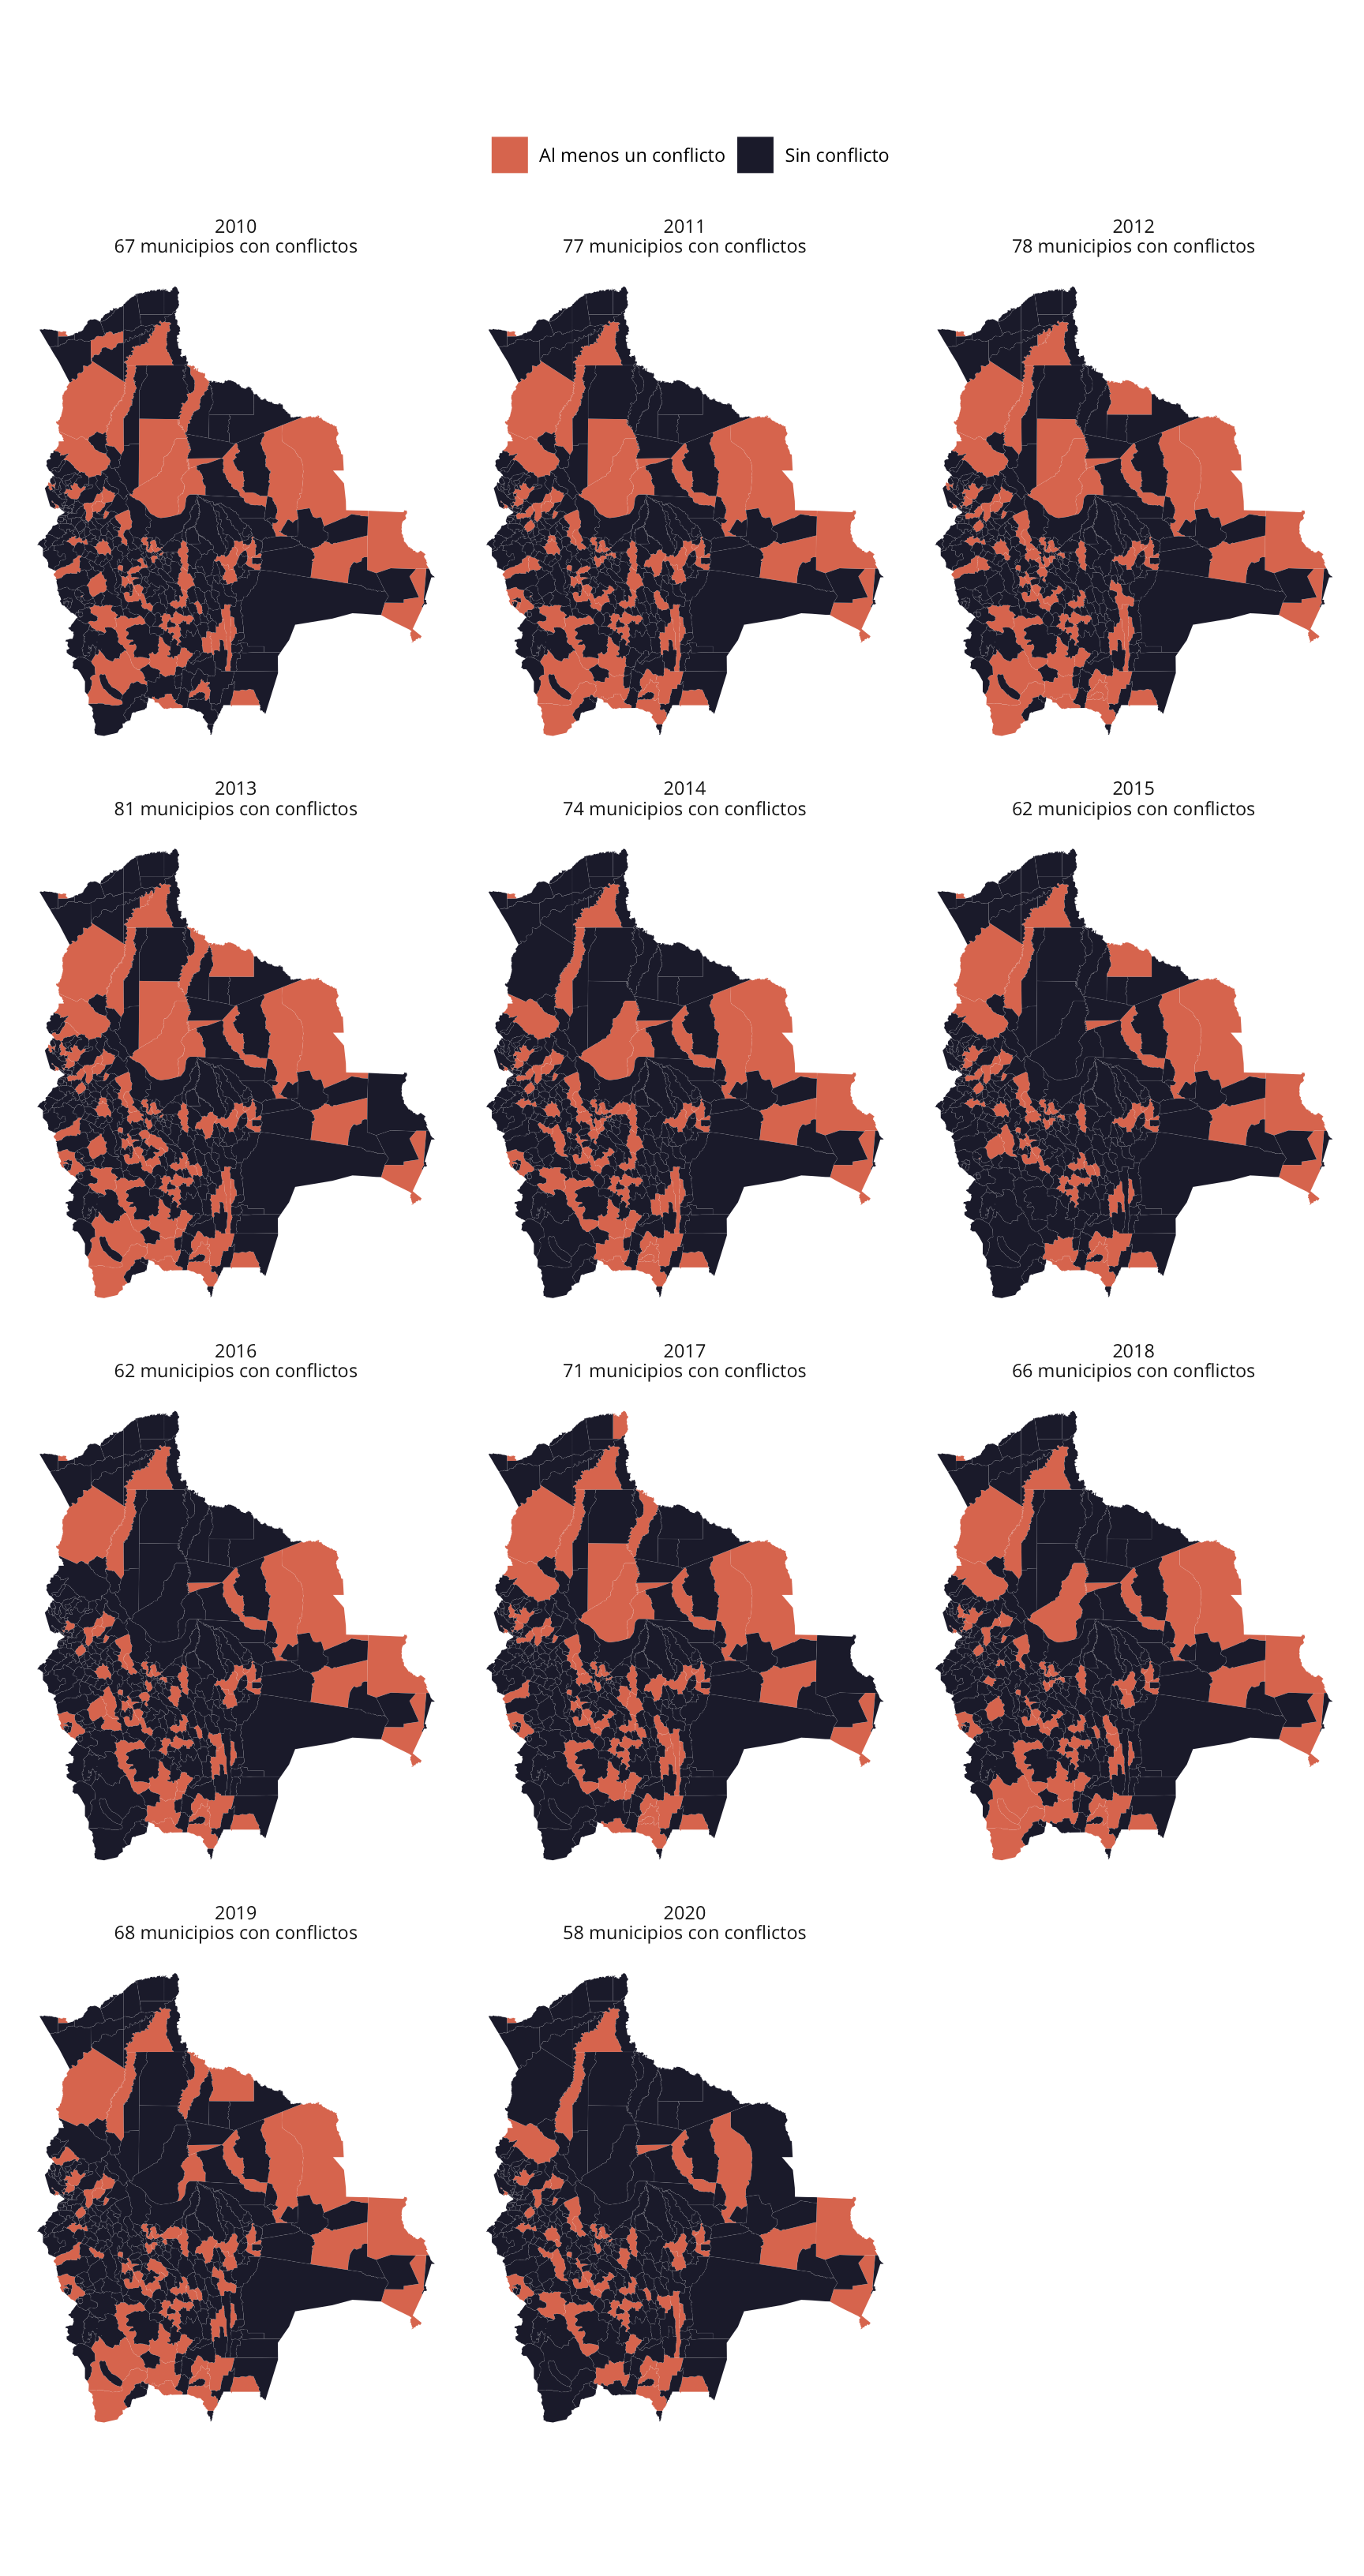 Al menos un conflicto Sin conflicto
2010
67 municipios con conflictos
2011
77 municipios con conflictos
2012
78 municipios con conflictos
2013
81 municipios con conflictos
2014
74 municipios con conflictos
2015
62 municipios con conflictos
2016
62 municipios con conflictos
2017
71 municipios con conflictos
2018
66 municipios con conflictos
2019
68 municipios con conflictos
2020
58 municipios con conflictos